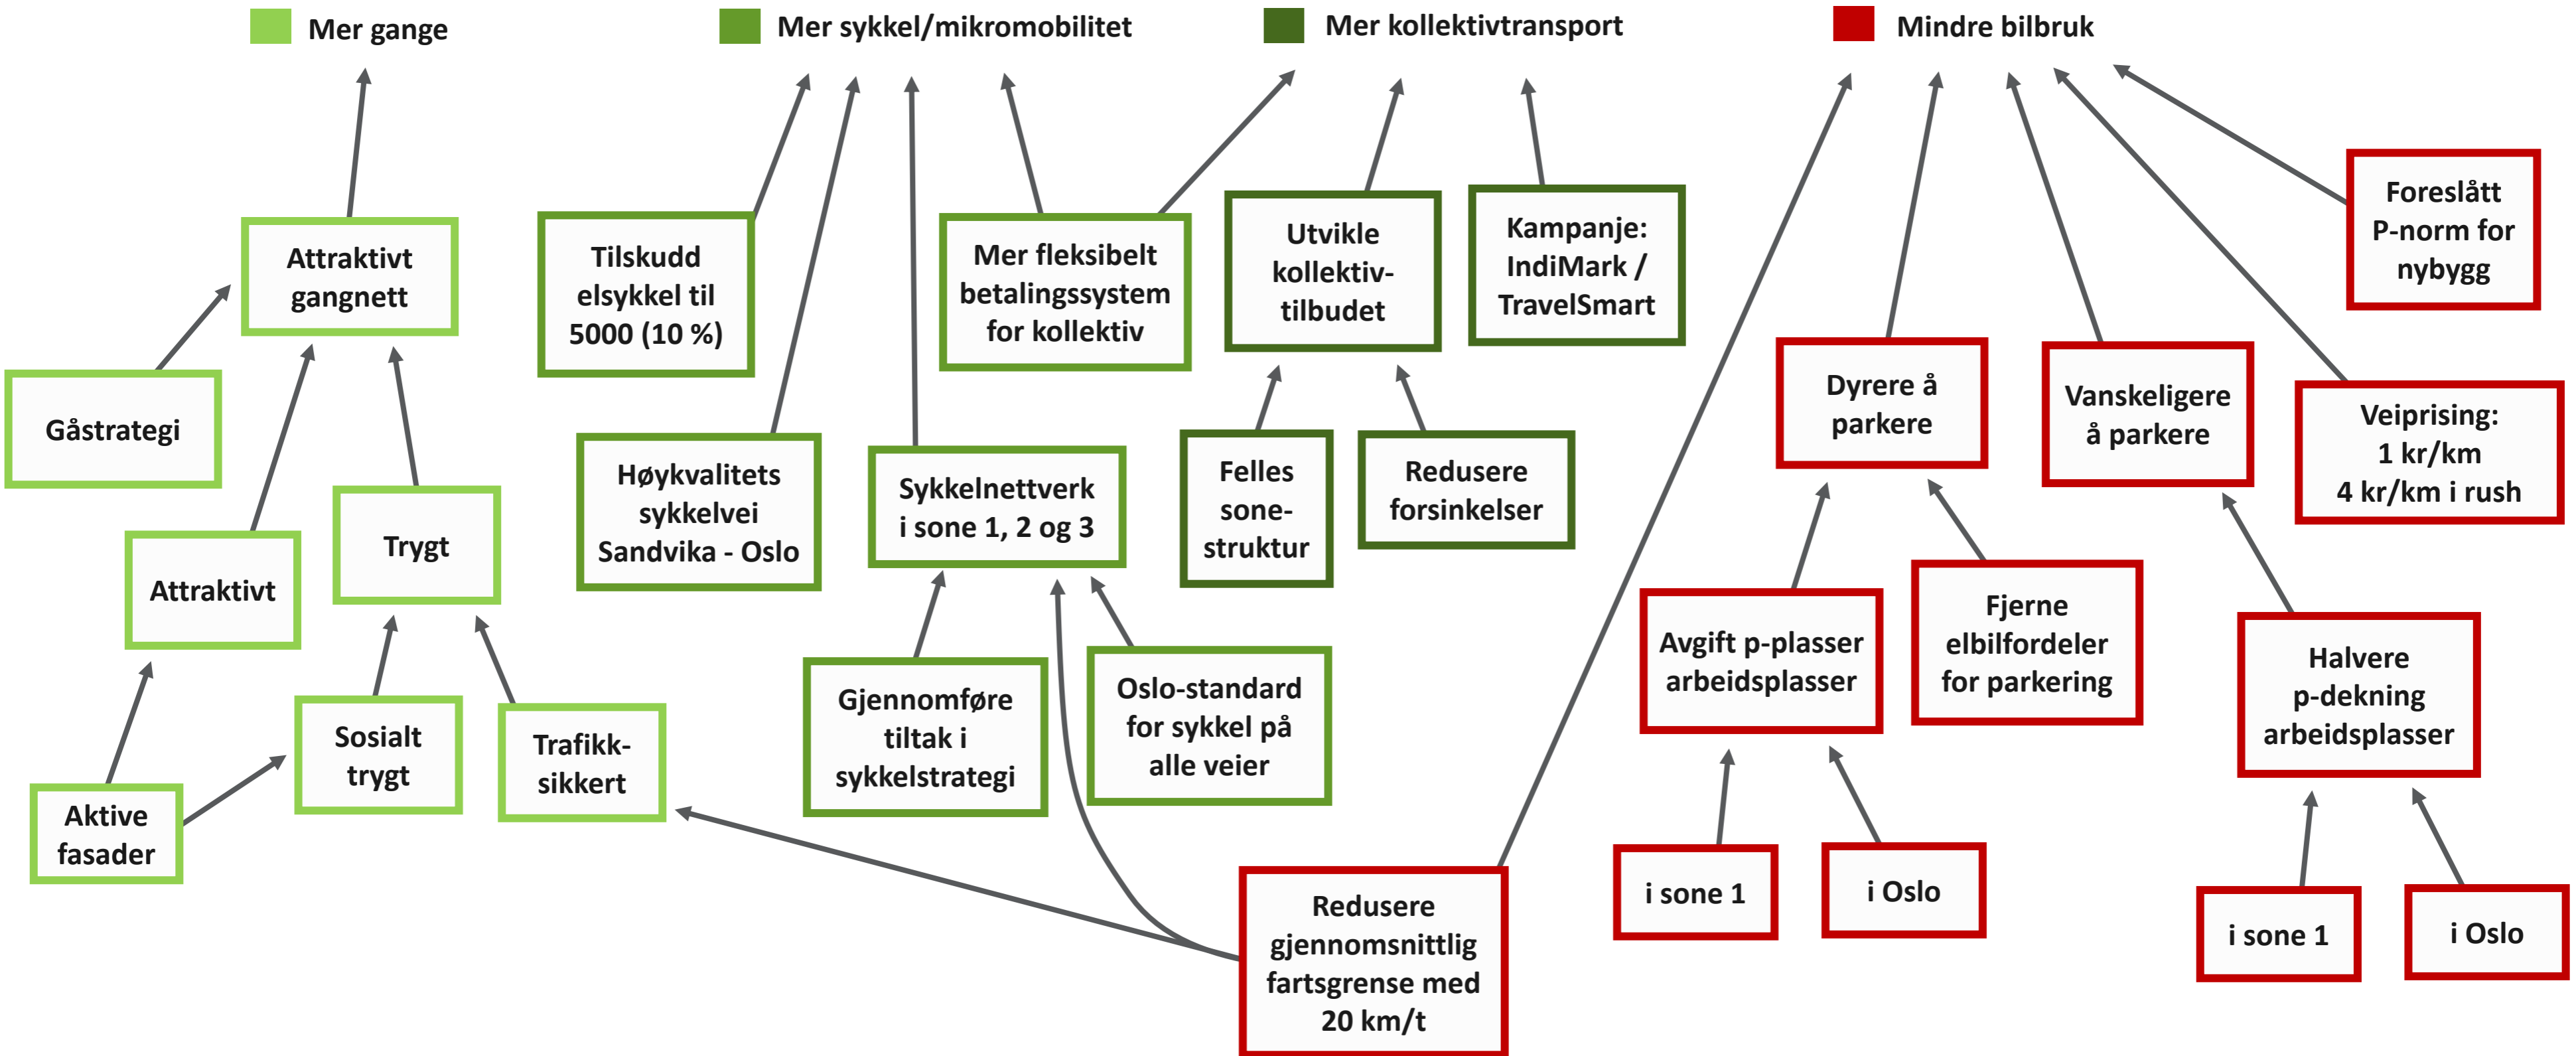 Mer gange
Mer sykkel/mikromobilitet
Mer kollektivtransport
Mindre bilbruk
Attraktivt
gangnett
Gåstrategi
Attraktivt
Trygt
Sosialt
trygt
Trafikk-
sikkert
Aktive
fasader
Tilskudd
elsykkel til
5000 (10 %)
Høykvalitets
sykkelvei
Sandvika - Oslo
Sykkelnettverk
i sone 1, 2 og 3
Gjennomføre
tiltak i
sykkelstrategi
Oslo-standard
for sykkel på
alle veier
Mer fleksibelt
betalingssystem
for kollektiv
Utvikle
kollektiv-
tilbudet
Kampanje:
IndiMark /
TravelSmart
Felles
sone-
struktur
Redusere
forsinkelser
Redusere
gjennomsnittlig
fartsgrense med
20 km/t
Dyrere å
parkere
Vanskeligere
å parkere
Foreslått
P-norm for
nybygg
Veiprising:
1 kr/km
4 kr/km i rush
Avgift p-plasser
arbeidsplasser
Fjerne
elbilfordeler
for parkering
Halvere
p-dekning
arbeidsplasser
i sone 1
i Oslo
i sone 1
i Oslo